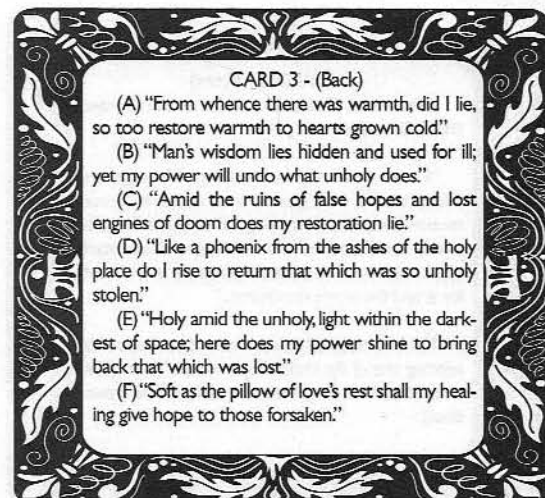 CARD 3 - (Back)
(A) “From whence there was warmth, did I lie,
so too restore warmth to hearts grown cold.”
(B) “Man’s wisdom lies hidden and used for ill;
yet my power will undo what unholy does.”
(C) “Amid the ruins of false hopes and lost
engines of doom does my restoration lie.”
(D) “Like a phoenix from the ashes of the holy
place do I rise to return that which was so unholy
stolen.”
(E) “Holy amid the unholy, light within the dark-
est of space; here does my power shine to bring
back that which was lost.”
(F) “Soft as the pillow of love’s rest shall my heal-
ing give hope to those forsaken.”